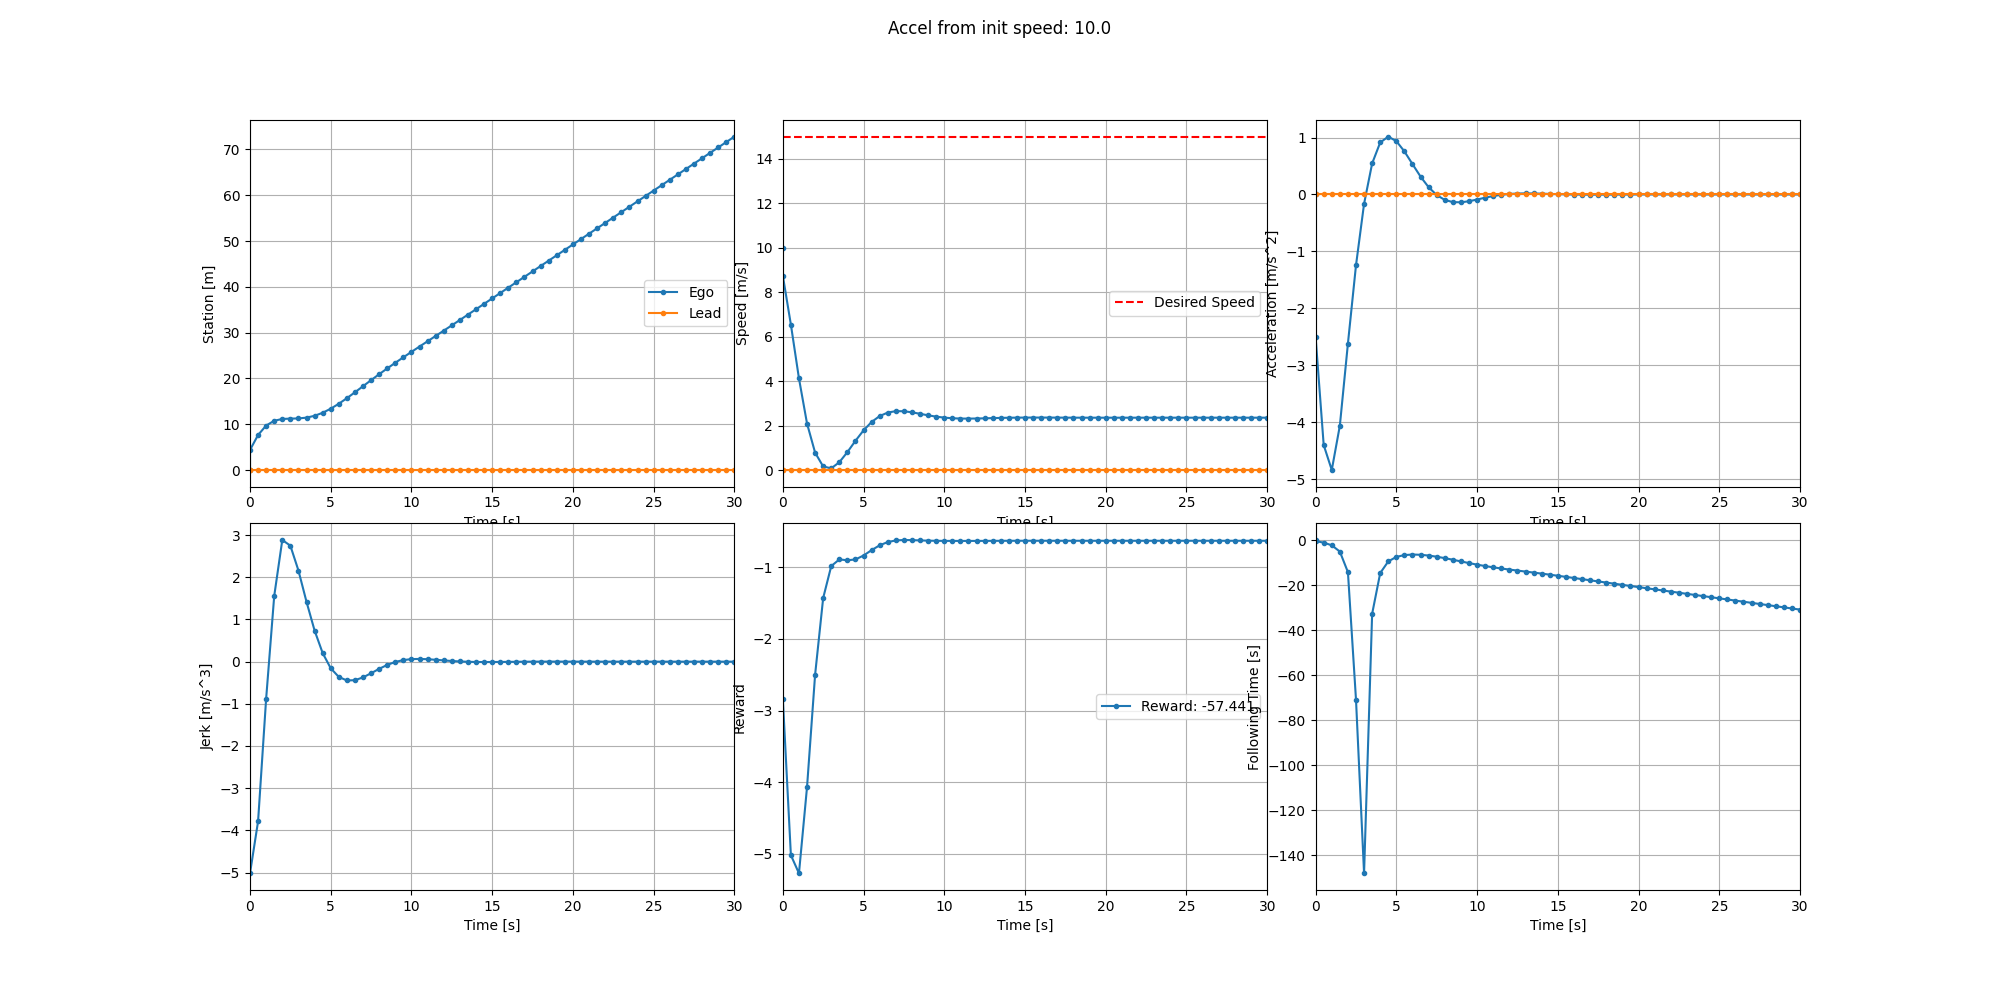 Accel from init speed: 10.0
Station [m]
70
60
50
40
30
20
10
0
0 5 10 15 20 25 30
Time [s]
Ego
Lead
Speed [m/s]
14
12
10
8
6
4
2
0
0 5 10 15 20 25 30
Time [s]
Desired Speed
Acceleration [m/s^2]
1
0
−1
−2
−3
−4
−5
0 5 10 15 20 25 30
Time [s]
Jerk [m/s^3]
3
2
1
0
−1
−2
−3
−4
−5
0 5 10 15 20 25 30
Time [s]
Reward
−1
−2
−3
−4
−5
0 5 10 15 20 25 30
Time [s]
Reward: -57.441
Following Time [s]
0
−20
−40
−60
−80
−100
−120
−140
0 5 10 15 20 25 30
Time [s]